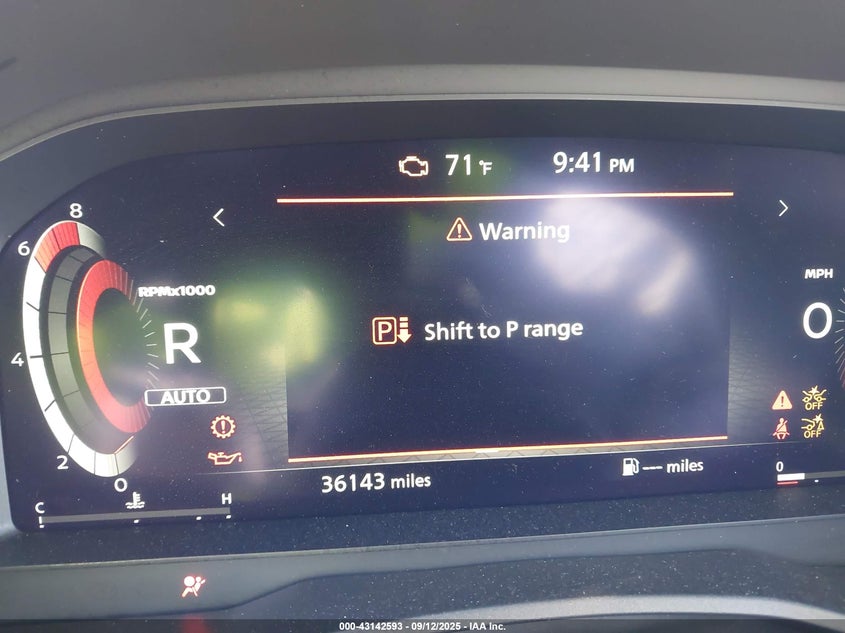 71°F
9:41 PM
Warning
8
6
4
2
0
RPMx1000
R
AUTO
P
Shift to P range
MPH
0
OFF
OFF
36143 miles
--- miles
0
C
H
000-43142593 - 09/12/2025 - IAA Inc.